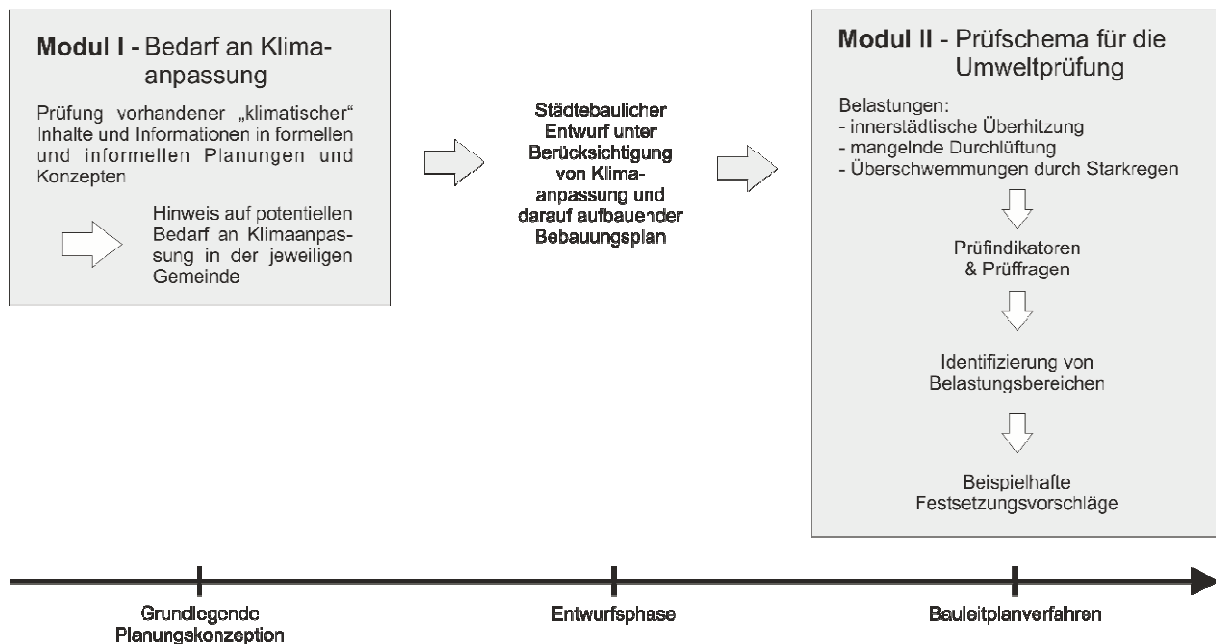 Modul I - Bedarf an Klima-
anpassung
Prüfung vorhandener „klimatischer“
Inhalte und Informationen in formellen
und informellen Planungen und
Konzepten
Hinweis auf potentiellen
Bedarf an Klimaanpas-
sung in der jeweiligen
Gemeinde
Städtebaulicher
Entwurf unter
Berücksichtigung
von Klima-
anpassung und
darauf aufbauender
Bebauungsplan
Modul II - Prüfschema für die
Umweltprüfung
Belastungen:
- innerstädtische Überhitzung
- mangelnde Durchlüftung
- Überschwemmungen durch Starkregen
Prüfindikatoren
& Prüffragen
Identifizierung von
Belastungsbereichen
Beispielhafte
Festsetzungsvorschläge
Grundlegende
Planungskonzeption
Entwurfsphase
Bauleitplanverfahren